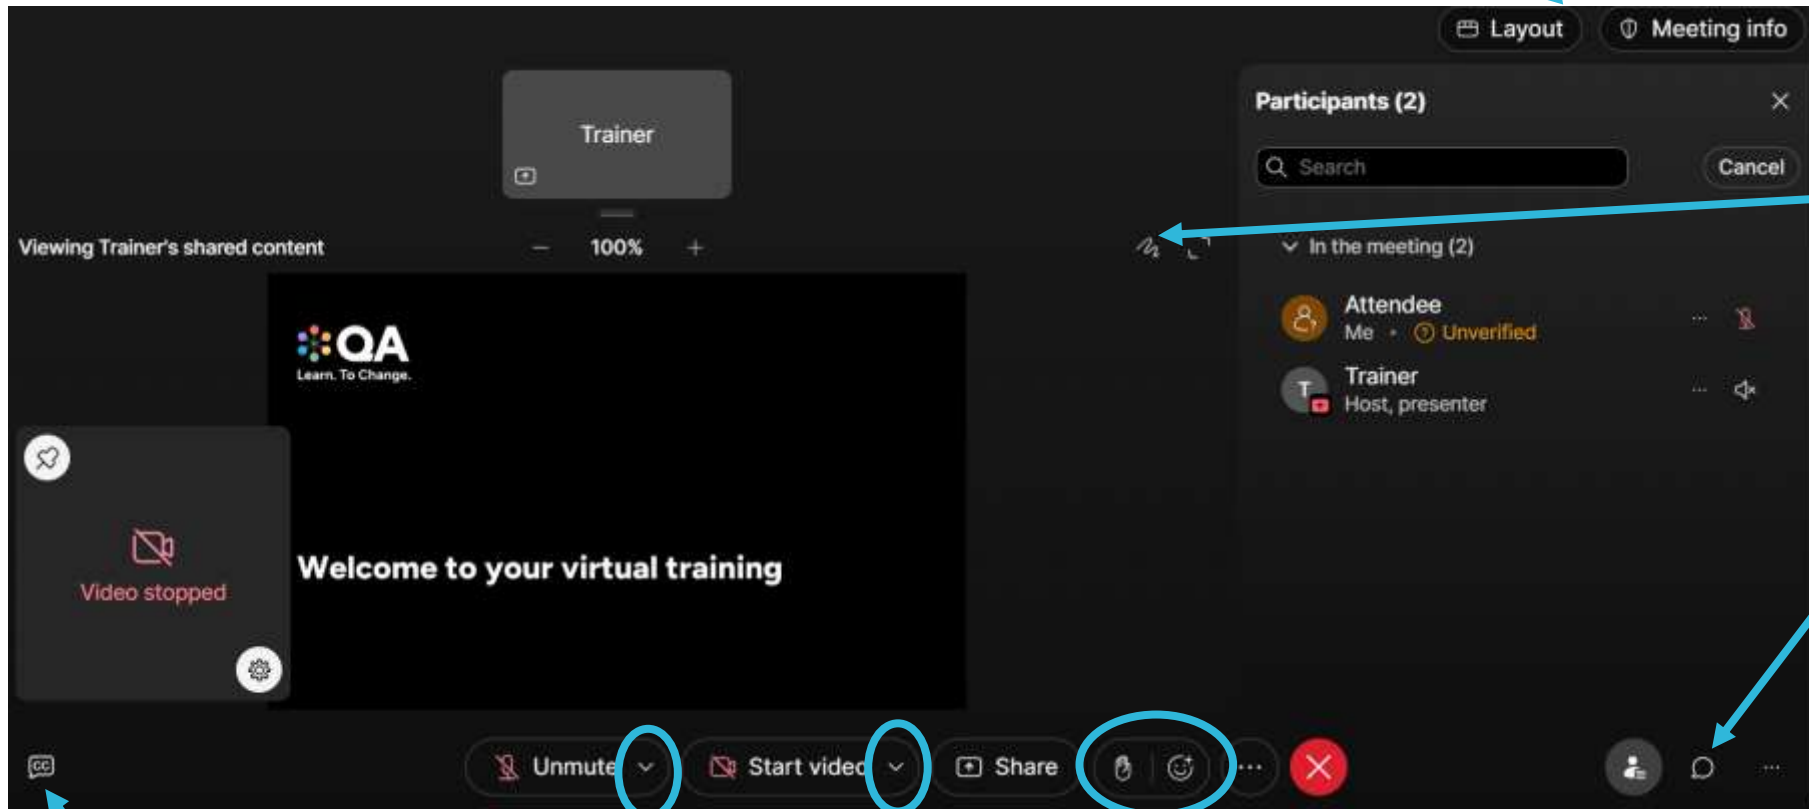 Layout
Meeting info
Trainer
Participants (2)
Search
Cancel
Viewing Trainer's shared content
100%
In the meeting (2)
Attendee
Me • Unverified
QA
Learn. To Change.
T
Trainer
Host, presenter
Video stopped
Welcome to your virtual training
CC
Unmute
Start video
Share